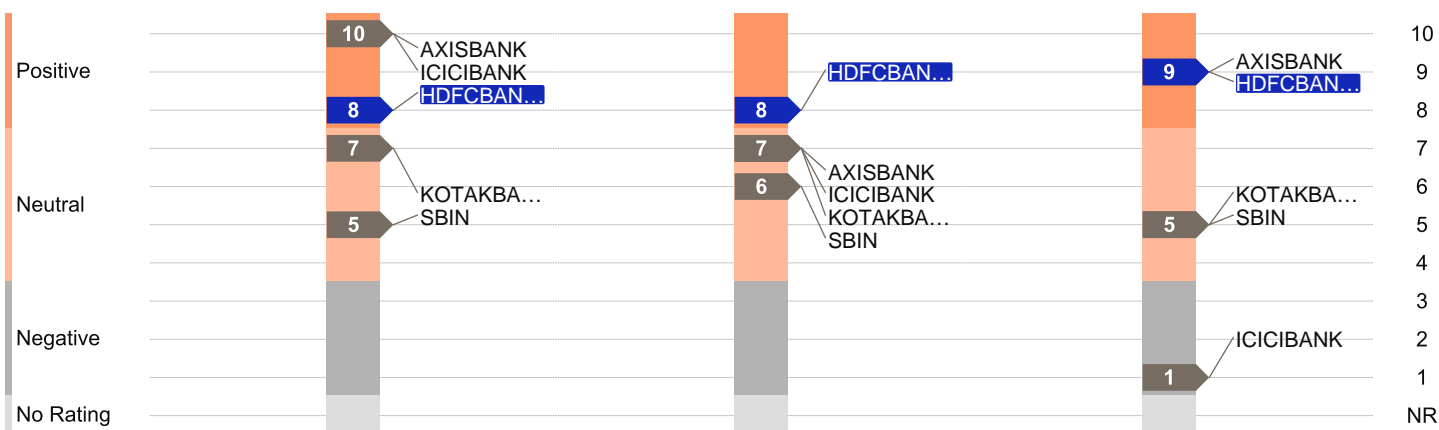 Positive
Neutral
Negative
No Rating
10
AXISBANK
ICICIBANK
8
HDFCBAN…
7
KOTAKBA…
5
SBIN
8
HDFCBAN…
7
AXISBANK
ICICIBANK
KOTAKBA…
6
SBIN
9
AXISBANK
HDFCBAN…
5
KOTAKBA…
SBIN
1
ICICIBANK
10
9
8
7
6
5
4
3
2
1
NR